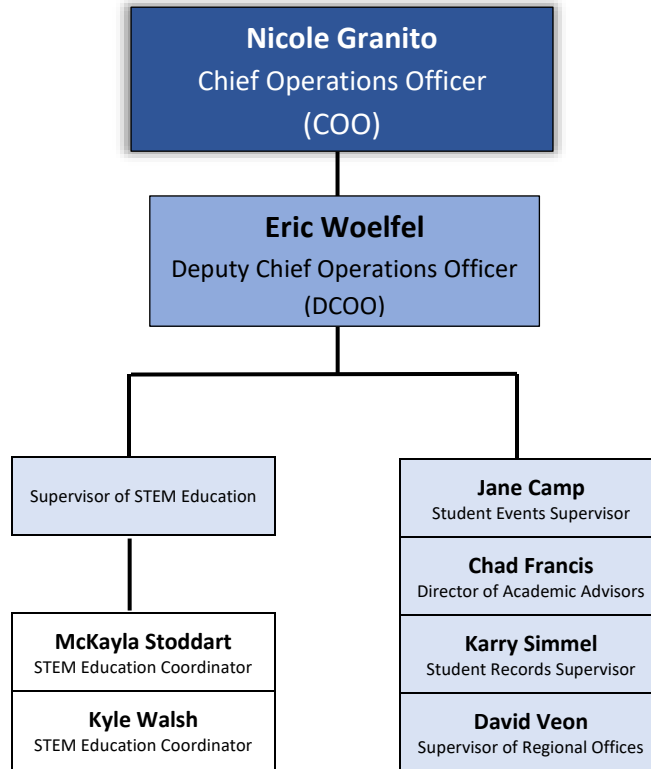 Nicole Granito
Chief Operations Officer
(COO)
Eric Woelfel
Deputy Chief Operations Officer
(DCOO)
Supervisor of STEM Education
McKayla Stoddart
STEM Education Coordinator
Kyle Walsh
STEM Education Coordinator
Jane Camp
Student Events Supervisor
Chad Francis
Director of Academic Advisors
Karry Simmel
Student Records Supervisor
David Veon
Supervisor of Regional Offices